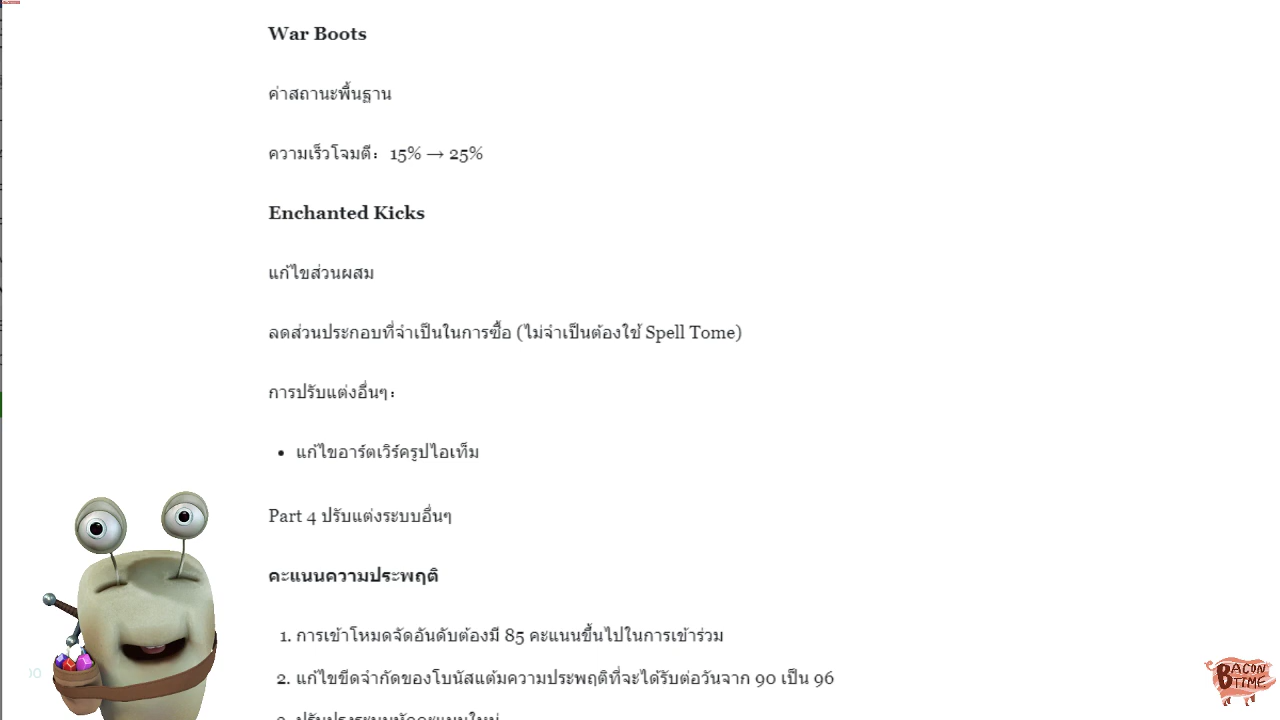 War Boots
ค่าสถานะพื้นฐาน
ความเร็วโจมตี: 15% → 25%
Enchanted Kicks
แก้ไขส่วนผสม
ลดส่วนประกอบที่จำเป็นในการซื้อ (ไม่จำเป็นต้องใช้ Spell Tome)
การปรับแต่งอื่นๆ:
• แก้ไขอาร์ตเวิร์ครูปไอเท็ม
Part 4 ปรับแต่งระบบอื่นๆ
คะแนนความประพฤติ
1. การเข้าโหมดจัดอันดับต้องมี 85 คะแนนขึ้นไปในการเข้าร่วม
2. แก้ไขขีดจำกัดของโบนัสแต้มความประพฤติที่จะได้รับต่อวันจาก 90 เป็น 96
BACON
TIME